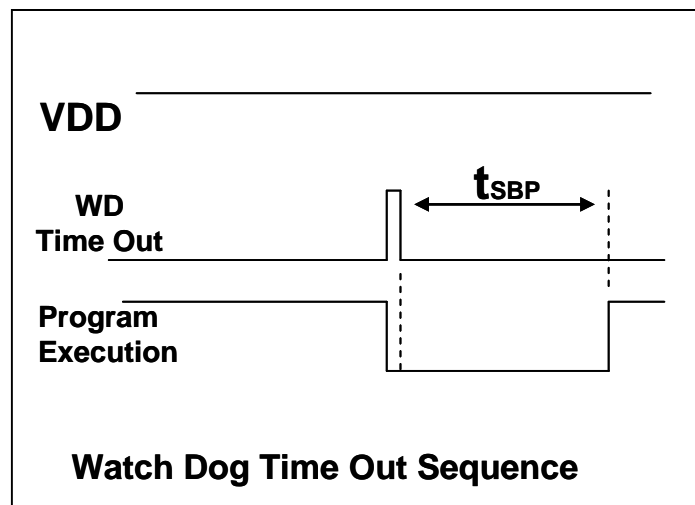 VDD
tSBP
WD
Time Out
Program
Execution
Watch Dog Time Out Sequence